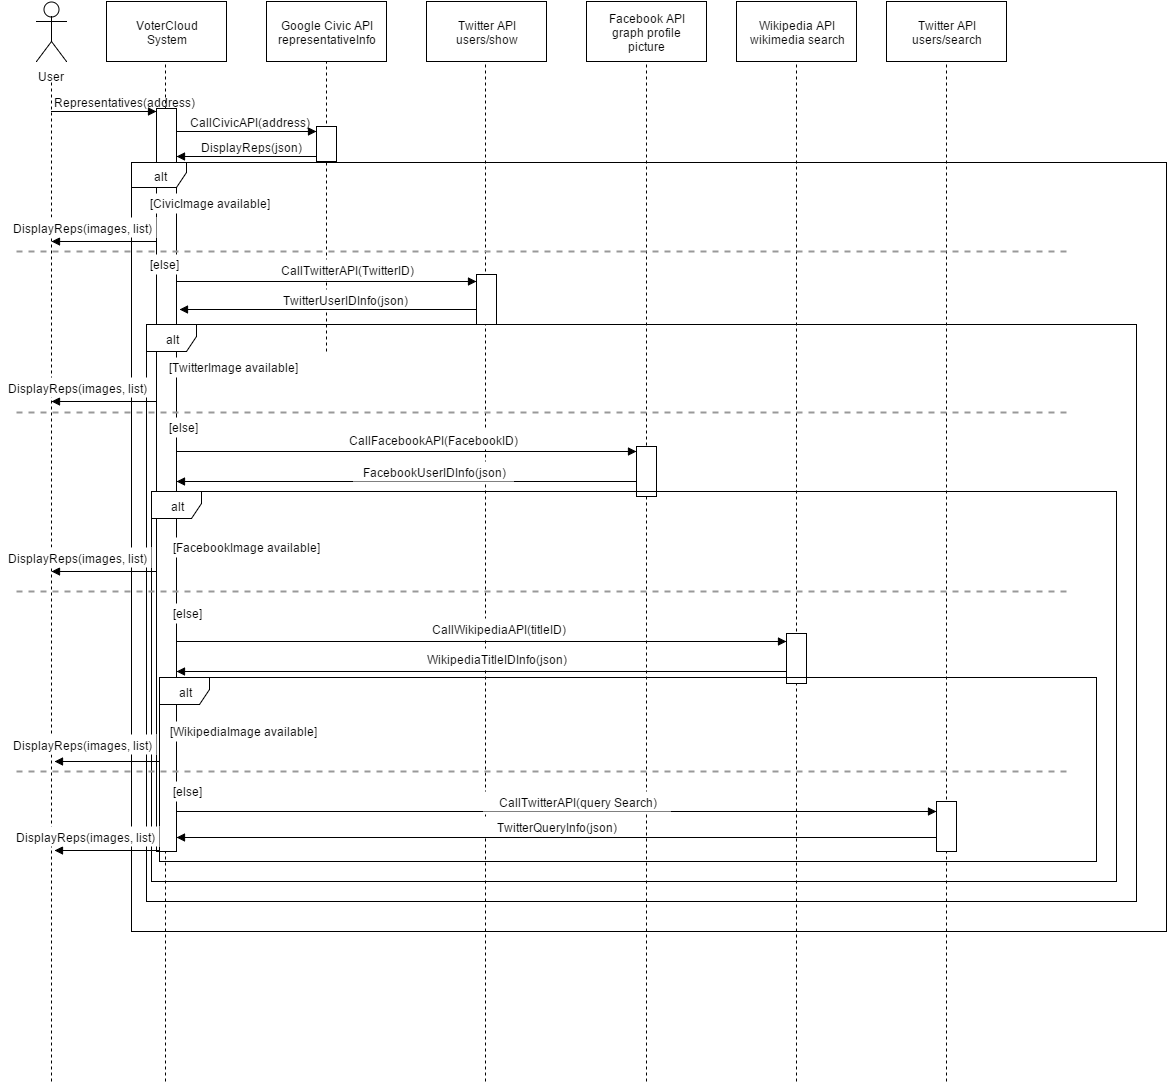 VoterCloud
System
Google Civic API
representativeInfo
Twitter API
users/show
Facebook API
graph profile
picture
Wikipedia API
wikimedia search
Twitter API
users/search
User
Representatives(address)
CallCivicAPI(address)
DisplayReps(json)
alt
[CivicImage available]
DisplayReps(images, list)
[else]
CallTwitterAPI(TwitterID)
TwitterUserIDInfo(json)
alt
[TwitterImage available]
DisplayReps(images, list)
[else]
CallFacebookAPI(FacebookID)
FacebookUserIDInfo(json)
alt
[FacebookImage available]
DisplayReps(images, list)
[else]
CallWikipediaAPI(titleID)
WikipediaTitleIDInfo(json)
alt
[WikipediaImage available]
DisplayReps(images, list)
[else]
CallTwitterAPI(query Search)
TwitterQueryInfo(json)
DisplayReps(images, list)